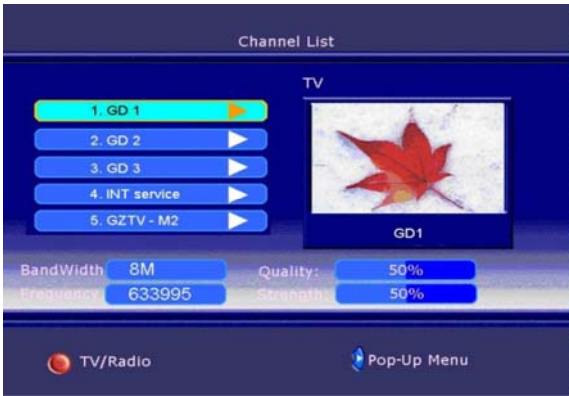 Channel List
TV
1. GD 1
2. GD 2
3. GD 3
4. INT service
5. GZTV - M2
GD1
BandWidth 8M
Quality: 50%
Frequency 633995
Strength: 50%
TV/Radio
Pop-Up Menu